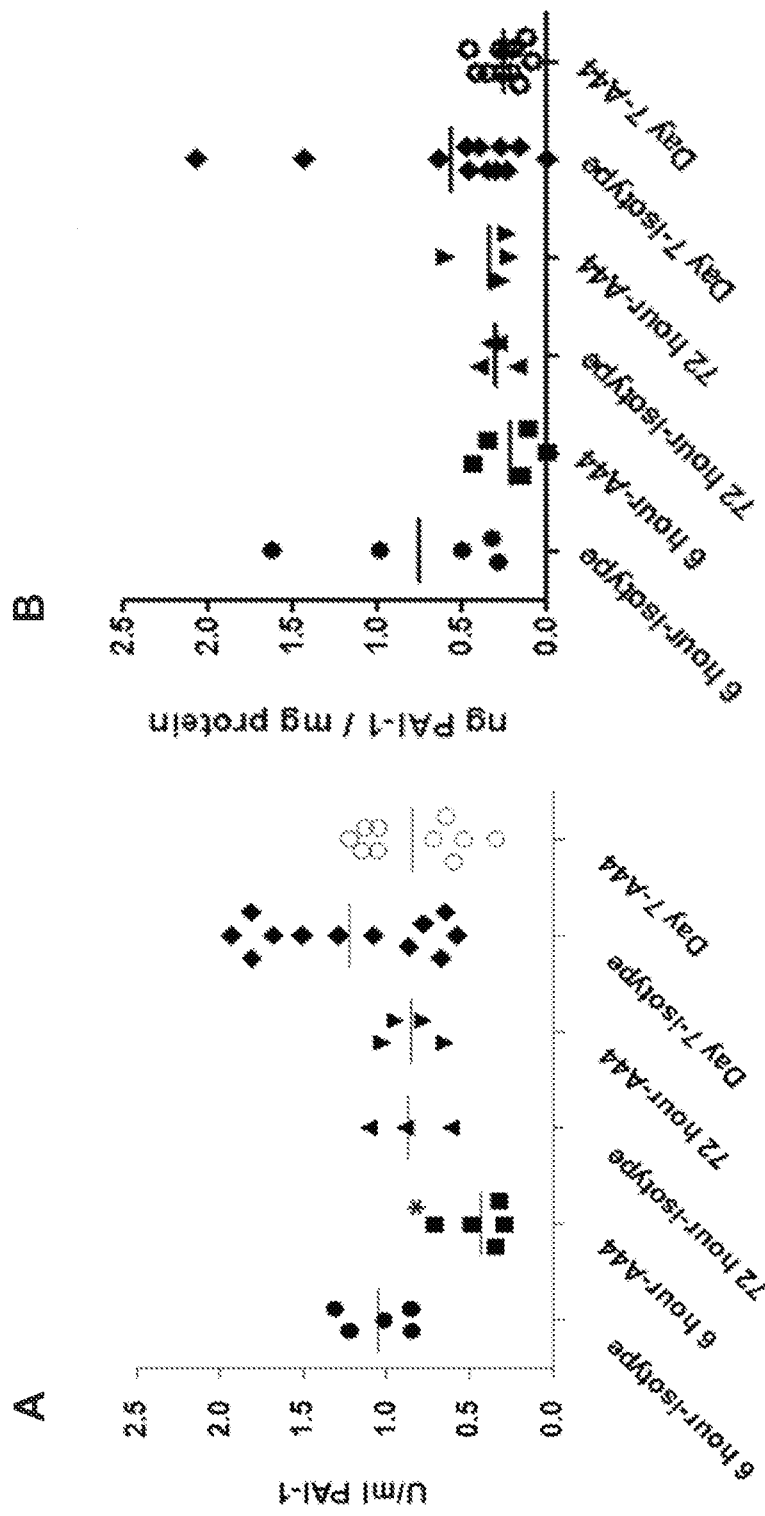 A
U/ml PAI-1
2.5
2.0
1.5
1.0
0.5
0.0
*
6 hour-isotype
6 hour-A44
72 hour-isotype
72 hour-A44
Day 7-isotype
Day 7-A44
B
ng PAI-1 / mg protein
2.5
2.0
1.5
1.0
0.5
0.0
6 hour-isotype
6 hour-A44
72 hour-isotype
72 hour-A44
Day 7-isotype
Day 7-A44